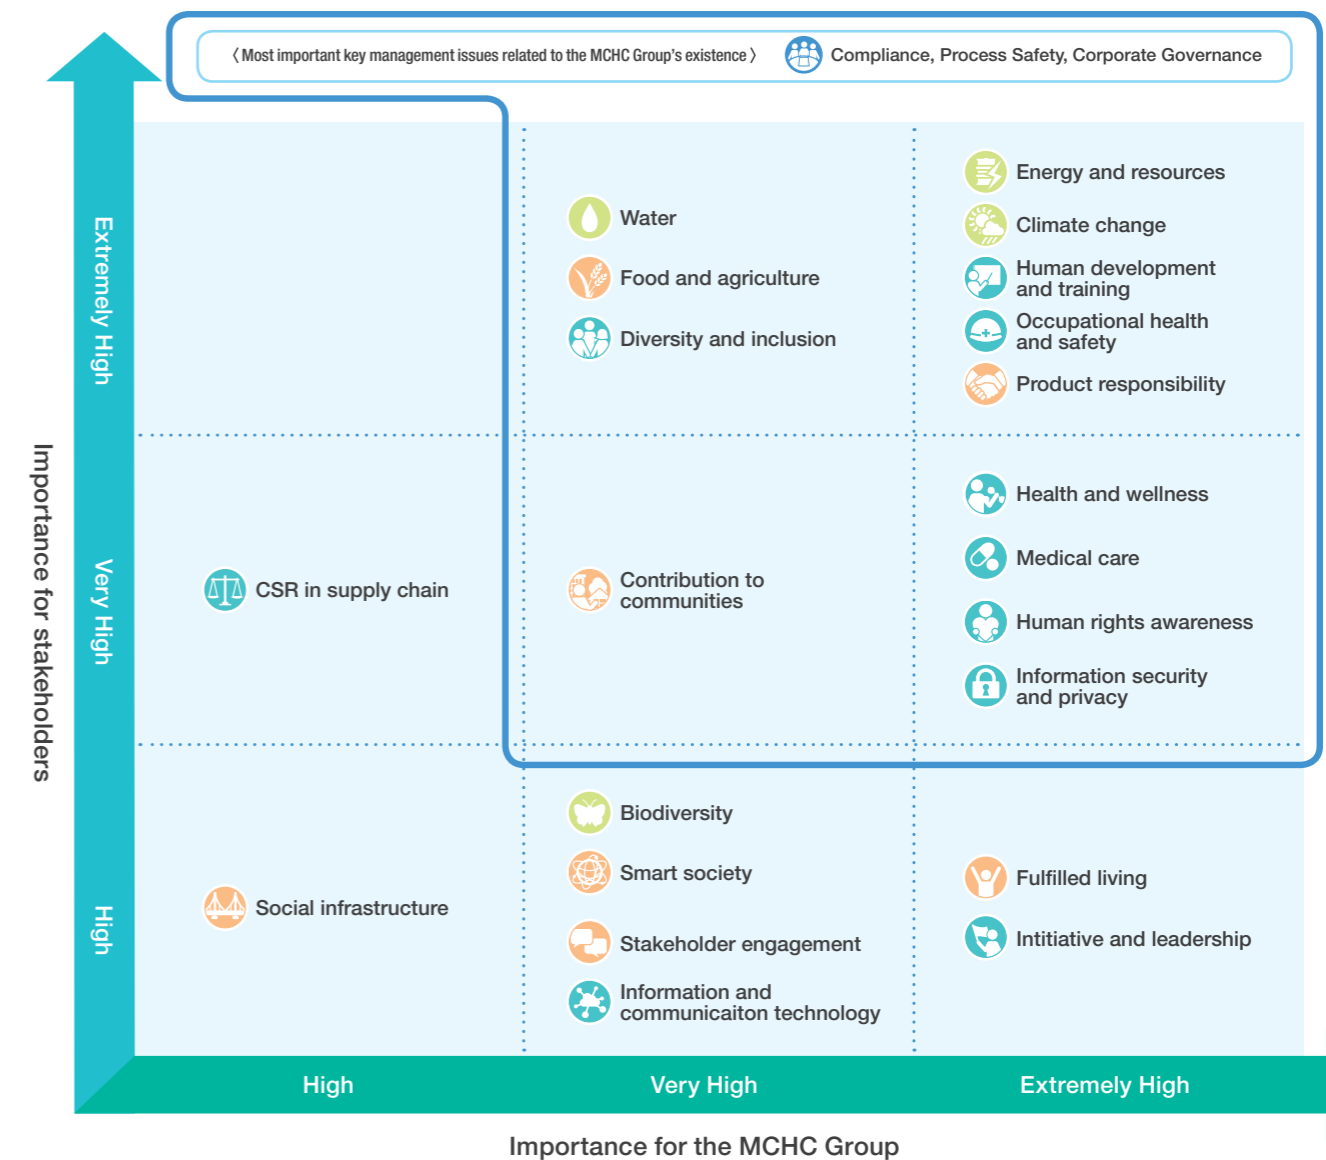 〈Most important key management issues related to the MCHC Group's existence〉
Compliance, Process Safety, Corporate Governance
Importance for stakeholders
Extremely High
Water
Food and agriculture
Diversity and inclusion
Energy and resources
Climate change
Human development
and training
Occupational health
and safety
Product responsibility
Very High
CSR in supply chain
Contribution to
communities
Health and wellness
Medical care
Human rights awareness
Information security
and privacy
High
Social infrastructure
Biodiversity
Smart society
Stakeholder engagement
Information and
communicaiton technology
Fulfilled living
Intitiative and leadership
High
Very High
Extremely High
Importance for the MCHC Group